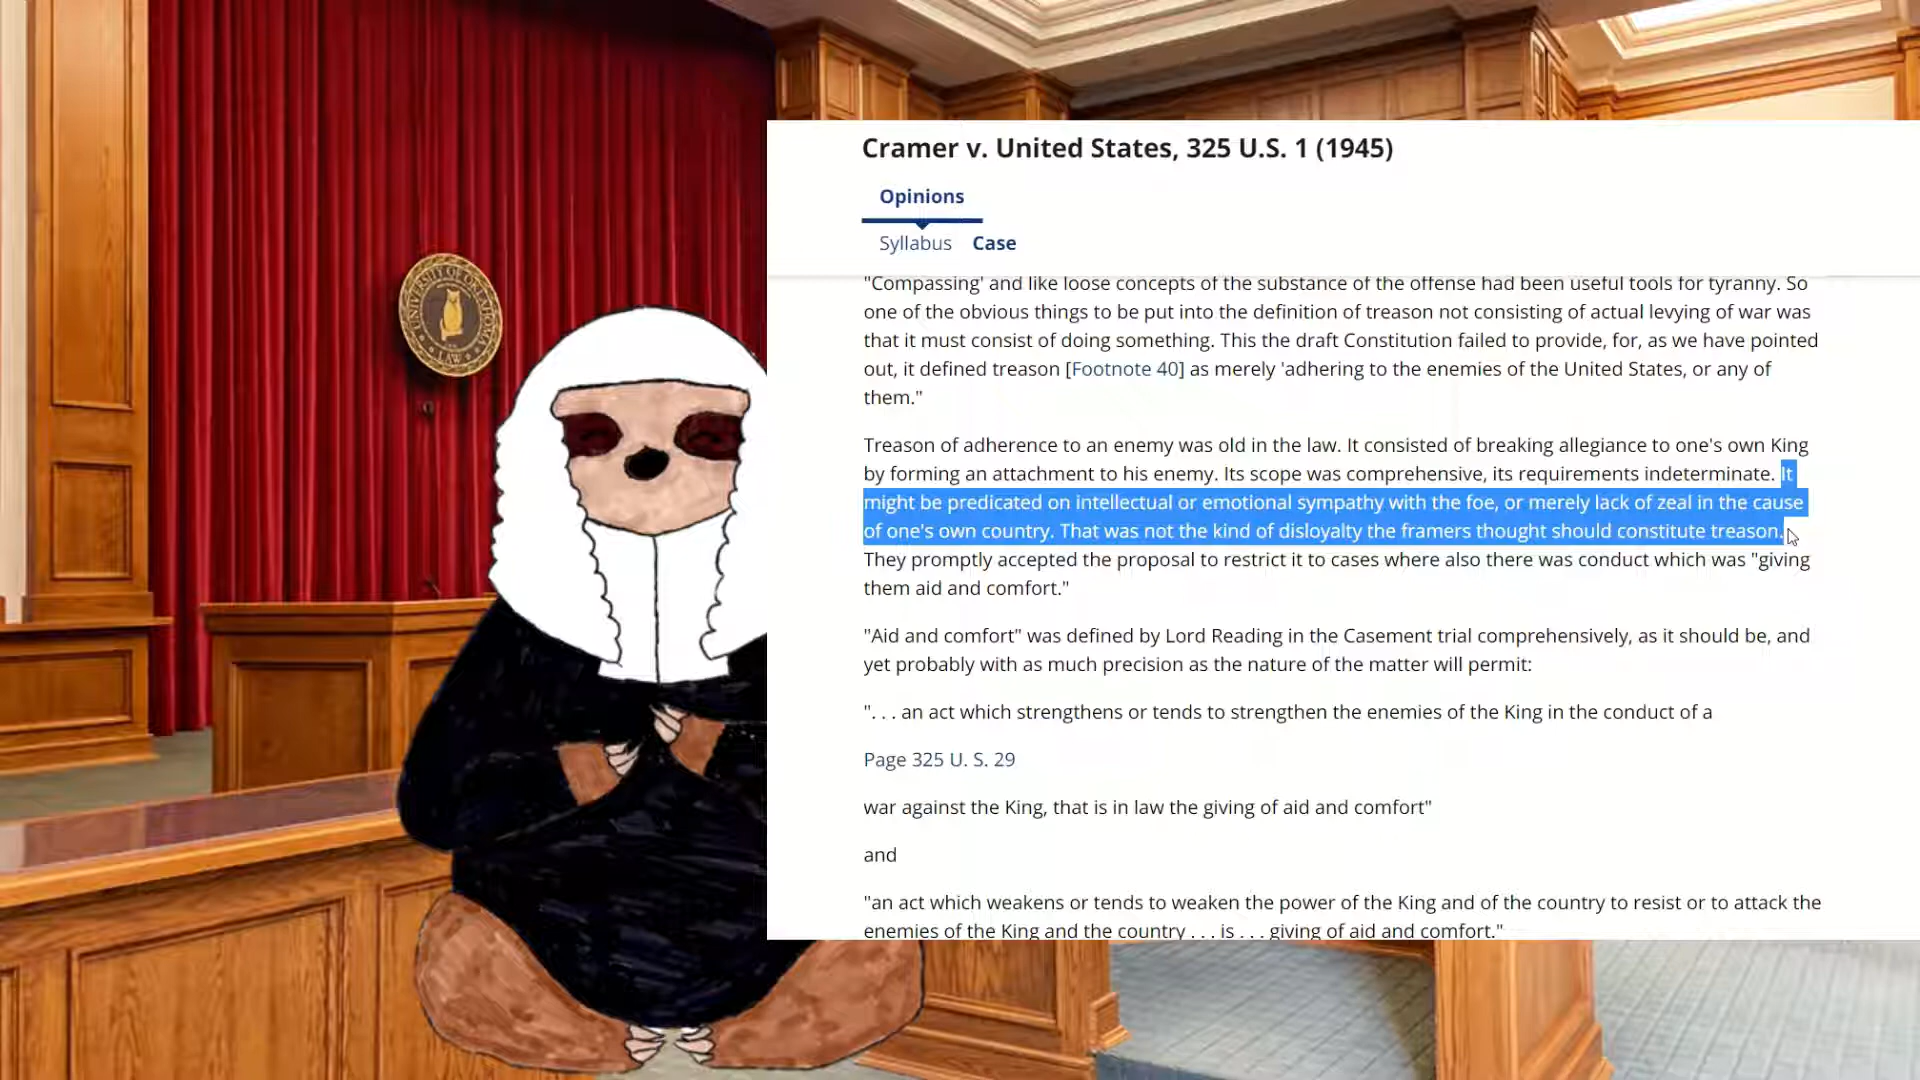 UNIVERSITY OF OKLAHOMA
LAW
Cramer v. United States, 325 U.S. 1 (1945)
Opinions
Syllabus Case
"Compassing' and like loose concepts of the substance of the offense had been useful tools for tyranny. So
one of the obvious things to be put into the definition of treason not consisting of actual levying of war was
that it must consist of doing something. This the draft Constitution failed to provide, for, as we have pointed
out, it defined treason [Footnote 40] as merely 'adhering to the enemies of the United States, or any of
them."
Treason of adherence to an enemy was old in the law. It consisted of breaking allegiance to one's own King
by forming an attachment to his enemy. Its scope was comprehensive, its requirements indeterminate. It
might be predicated on intellectual or emotional sympathy with the foe, or merely lack of zeal in the cause
of one's own country. That was not the kind of disloyalty the framers thought should constitute treason.
They promptly accepted the proposal to restrict it to cases where also there was conduct which was "giving
them aid and comfort."
"Aid and comfort" was defined by Lord Reading in the Casement trial comprehensively, as it should be, and
yet probably with as much precision as the nature of the matter will permit:
". . . an act which strengthens or tends to strengthen the enemies of the King in the conduct of a
Page 325 U. S. 29
war against the King, that is in law the giving of aid and comfort"
and
"an act which weakens or tends to weaken the power of the King and of the country to resist or to attack the
enemies of the King and the country . . . is . . . giving of aid and comfort."